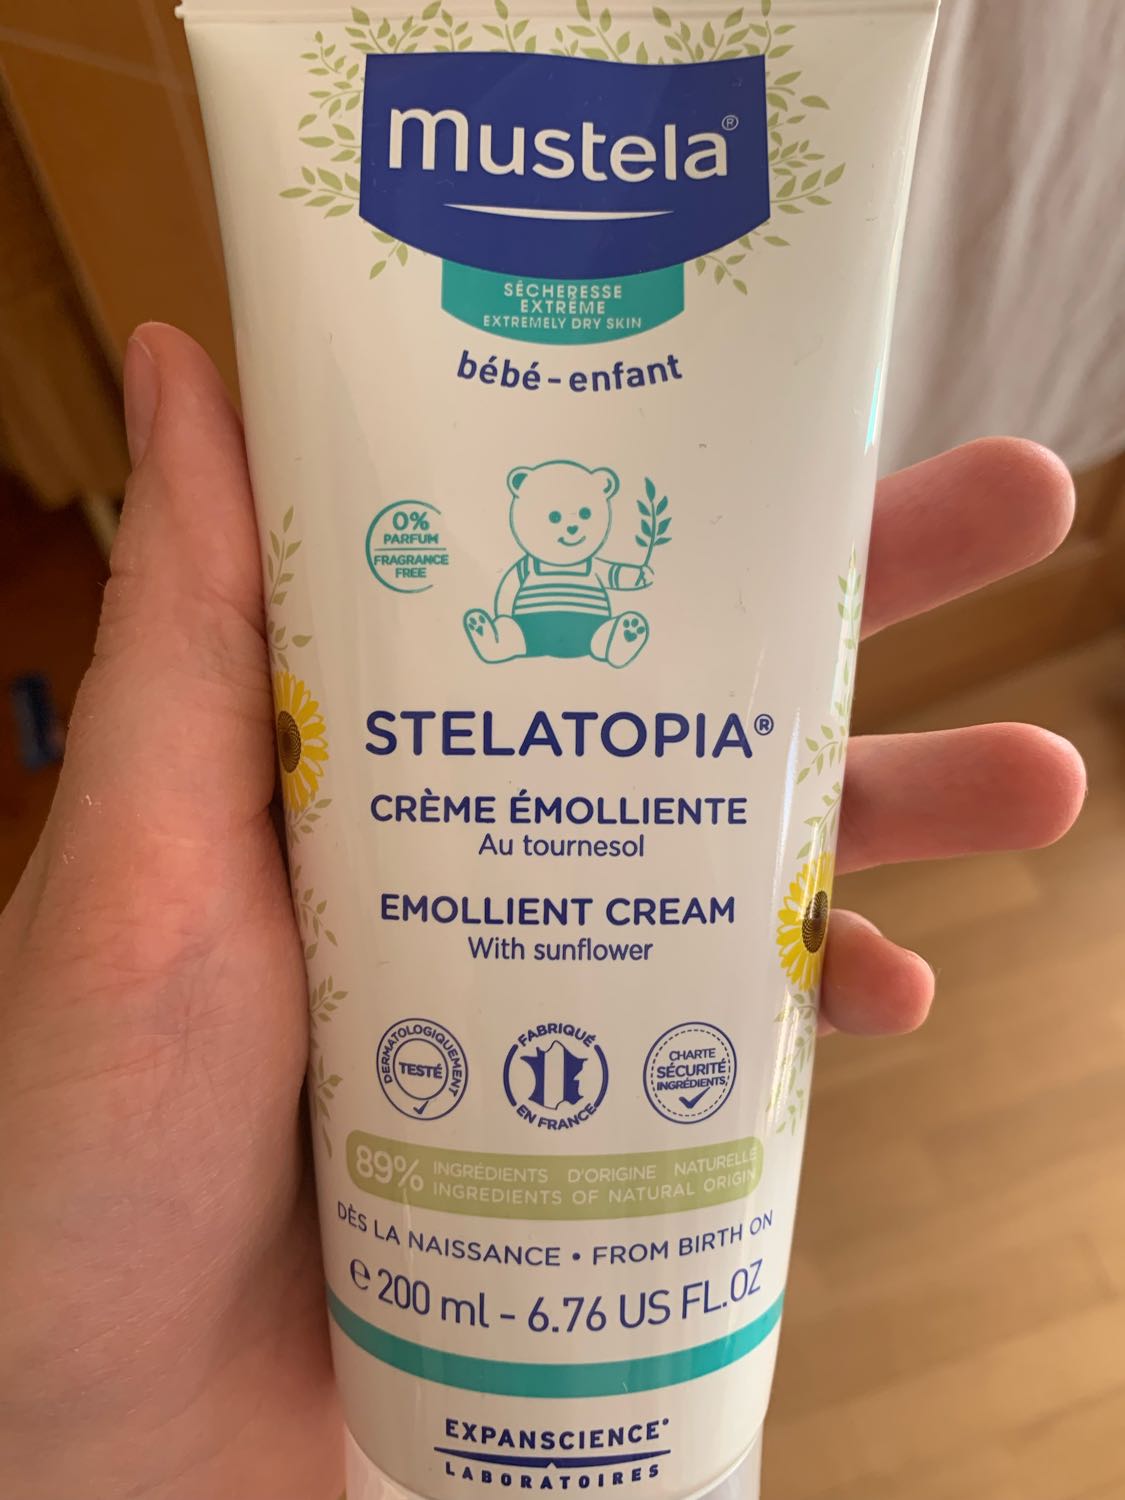 mustela®
SÉCHERESSE
EXTRÊME
EXTREMELY DRY SKIN
bébé-enfant
0%
PARFUM
FRAGRANCE
FREE
STELATOPIA®
CRÈME ÉMOLLIENTE
Au tournesol
EMOLLIENT CREAM
With sunflower
DERMATOLOGIQUEMENT
TESTÉ
FABRIQUÉ
EN FRANCE
CHARTE
SÉCURITÉ
INGRÉDIENTS
89% INGRÉDIENTS D'ORIGINE NATURELLE
INGREDIENTS OF NATURAL ORIGIN
DÈS LA NAISSANCE • FROM BIRTH ON
℮ 200 ml - 6.76 US FL.OZ
EXPANSCIENCE®
LABORATOIRES